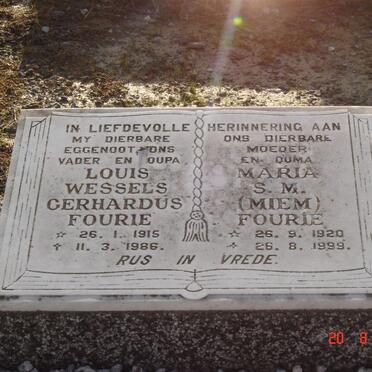 IN LIEFDEVOLLE HERINNERING AAN
MY DIERBARE
EGGENOOT, ONS
VADER EN OUPA
LOUIS
WESSELS
GERHARDUS
FOURIE
☆ 26. 1. 1915
✝ 11. 3. 1986.
ONS DIERBARE
MOEDER
EN OUMA
MARIA
S. M.
(MIEM)
FOURIE
☆ 26. 9. 1920
✝ 26. 8. 1999.
RUS IN VREDE.
20 8